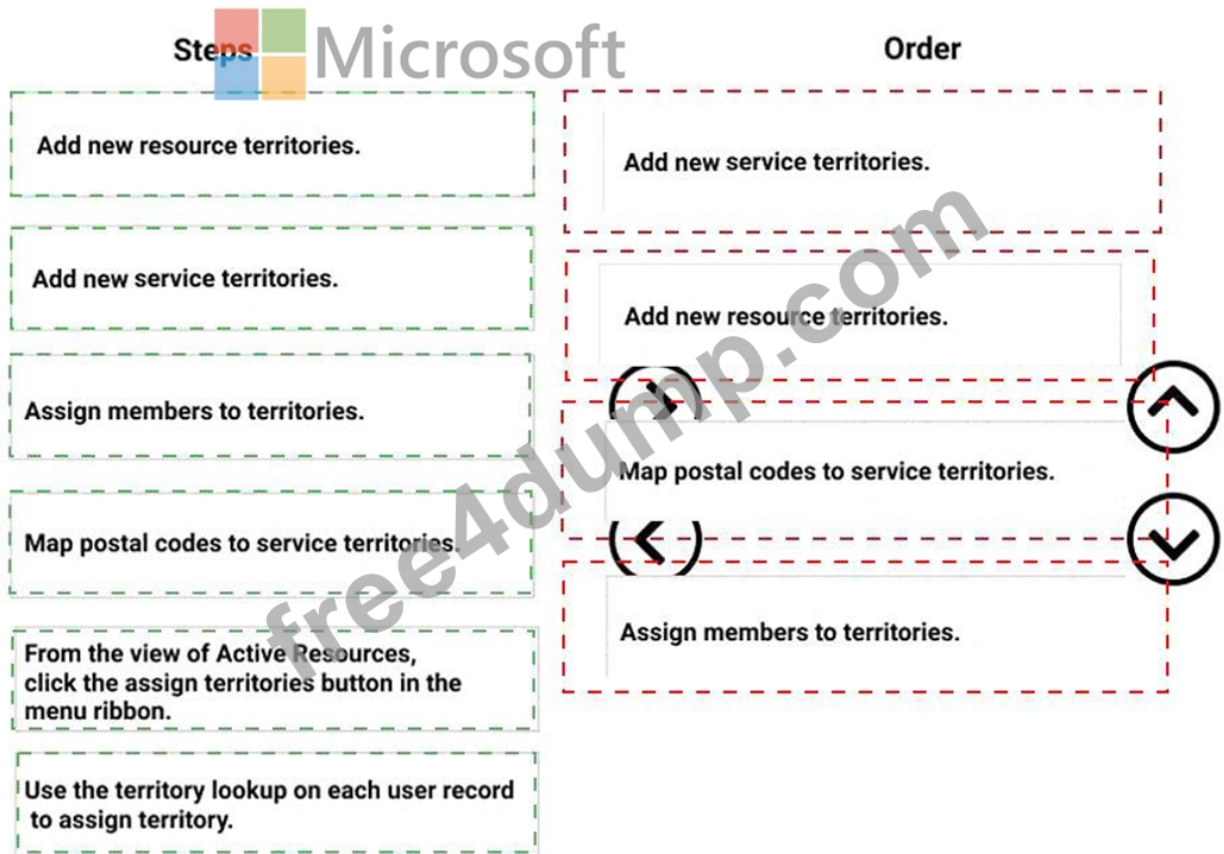 Steps
Microsoft
Order
Add new resource territories.
Add new service territories.
Assign members to territories.
Map postal codes to service territories.
From the view of Active Resources,
click the assign territories button in the
menu ribbon.
Use the territory lookup on each user record
to assign territory.
Add new service territories.
Add new resource territories.
Map postal codes to service territories.
Assign members to territories.
free4dump.com